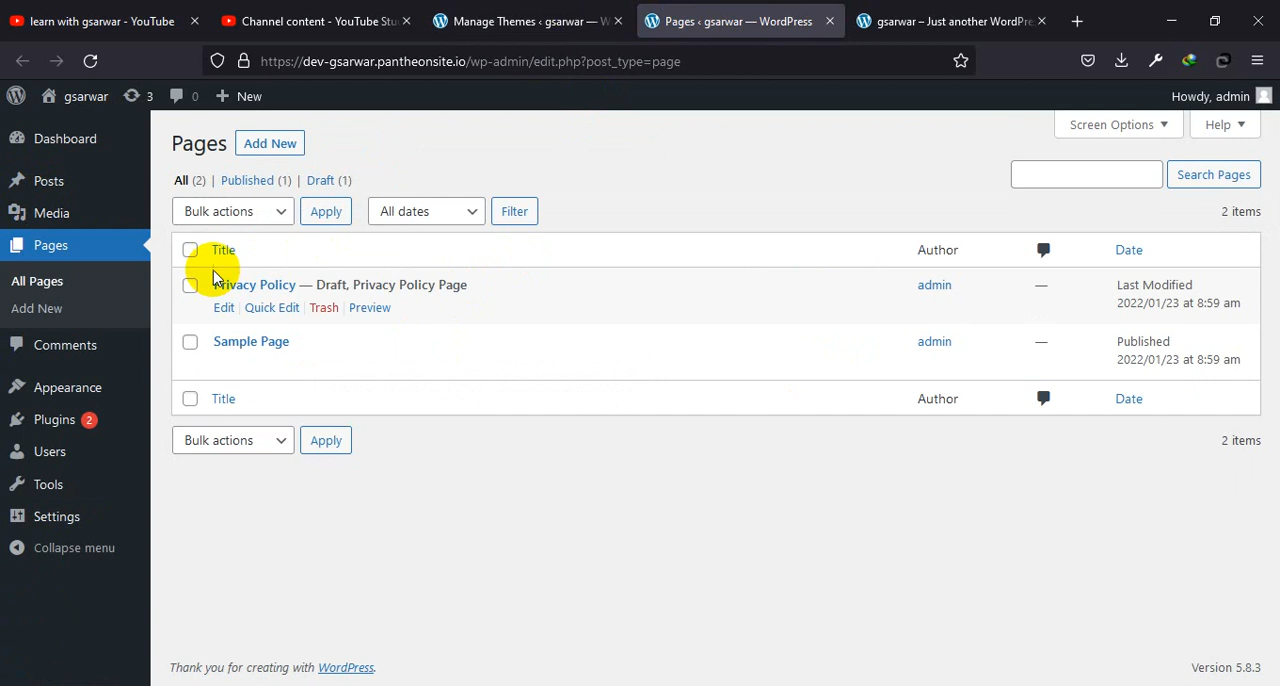 learn with gsarwar - YouTube
Channel content - YouTube Stu
Manage Themes ‹ gsarwar — W
Pages ‹ gsarwar — WordPress
gsarwar – Just another WordPre
https://dev-gsarwar.pantheonsite.io/wp-admin/edit.php?post_type=page
gsarwar
3
0
New
Howdy, admin
Dashboard
Posts
Media
Pages
All Pages
Add New
Comments
Appearance
Plugins 2
Users
Tools
Settings
Collapse menu
Screen Options
Help
Pages
Add New
All (2) | Published (1) | Draft (1)
Search Pages
Bulk actions
Apply
All dates
Filter
2 items
Title
Author
Date
Privacy Policy — Draft, Privacy Policy Page
Edit | Quick Edit | Trash | Preview
admin
—
Last Modified
2022/01/23 at 8:59 am
Sample Page
admin
—
Published
2022/01/23 at 8:59 am
Title
Author
Date
Bulk actions
Apply
2 items
Thank you for creating with WordPress.
Version 5.8.3